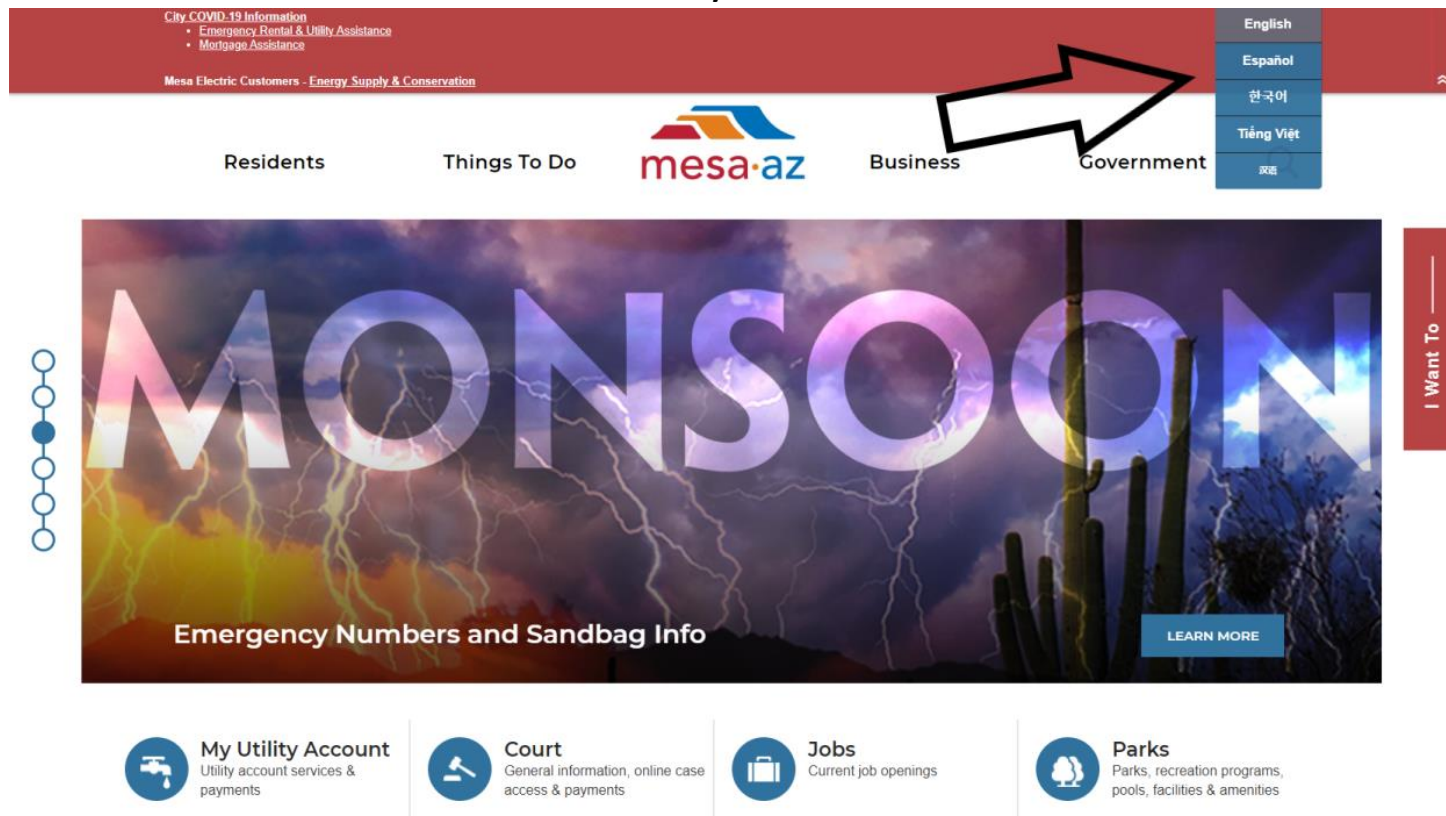 City COVID-19 Information
Emergency Rental & Utility Assistance
Mortgage Assistance
Mesa Electric Customers - Energy Supply & Conservation
English
Español
한국어
Tiếng Việt
汉语
Residents
Things To Do
mesa·az
Business
Government
MONSOON
I Want To
Emergency Numbers and Sandbag Info
LEARN MORE
My Utility Account
Utility account services &
payments
Court
General information, online case
access & payments
Jobs
Current job openings
Parks
Parks, recreation programs,
pools, facilities & amenities